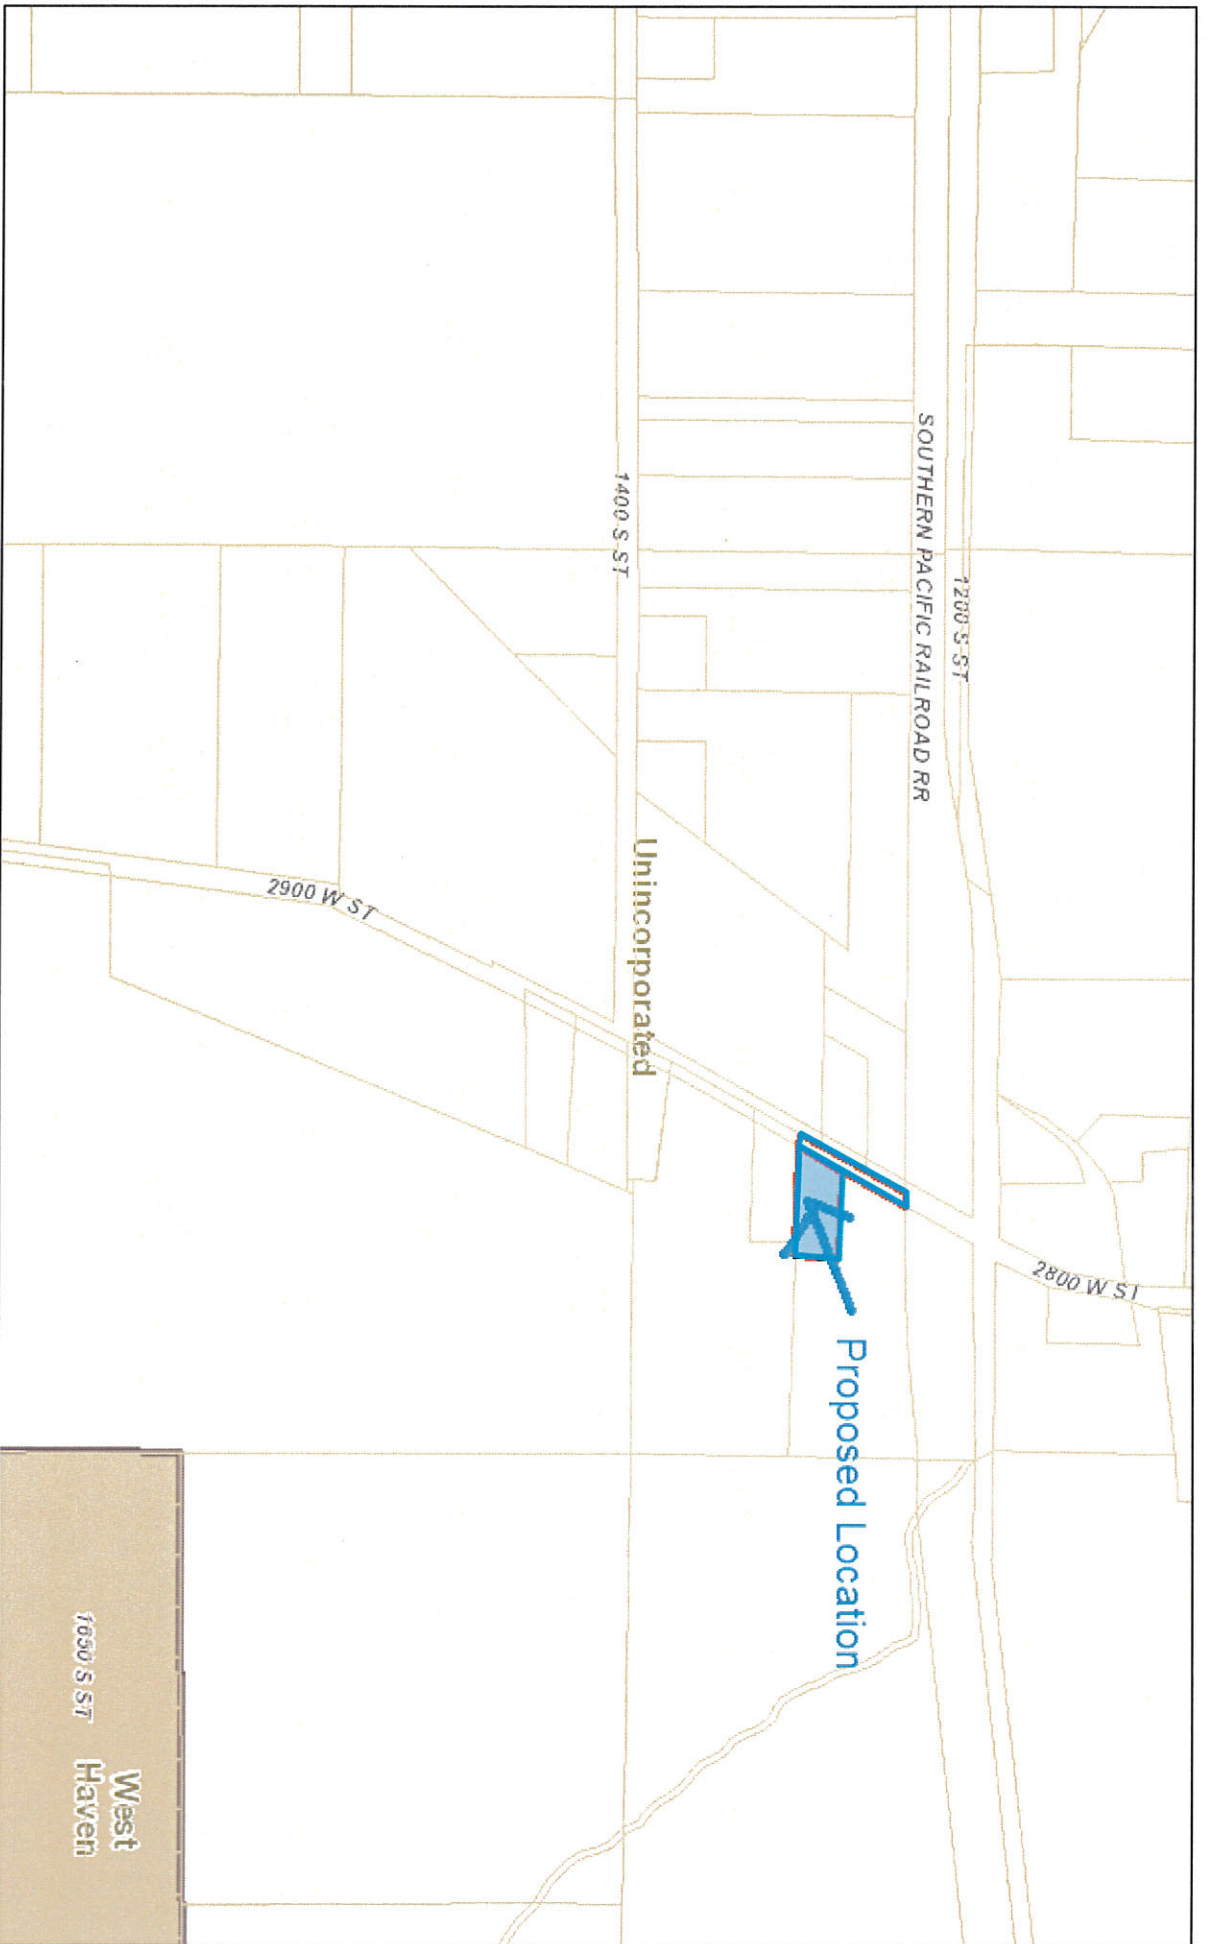 2800 W ST
1200 S ST
SOUTHERN PACIFIC RAILROAD RR
Proposed Location
Unincorporated
1400 S ST
2900 W ST
West
Haven
1650 S ST